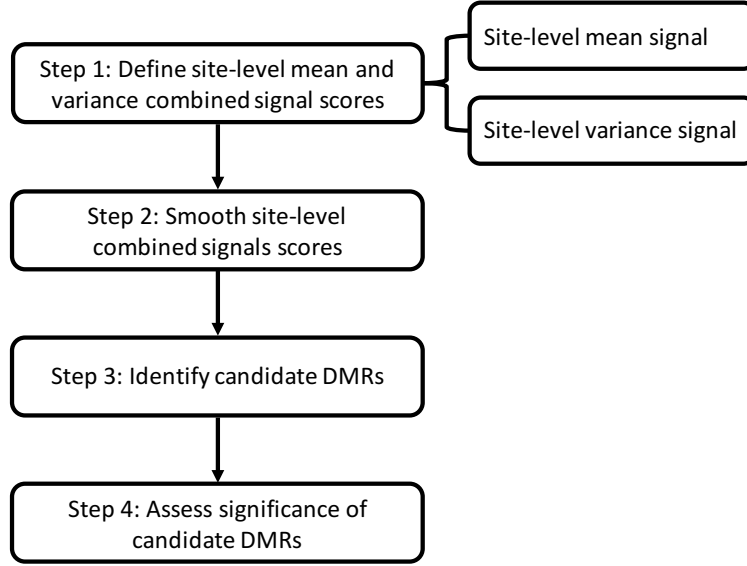 Step 1: Define site-level mean and
variance combined signal scores
Site-level mean signal
Site-level variance signal
Step 2: Smooth site-level
combined signals scores
Step 3: Identify candidate DMRs
Step 4: Assess significance of
candidate DMRs